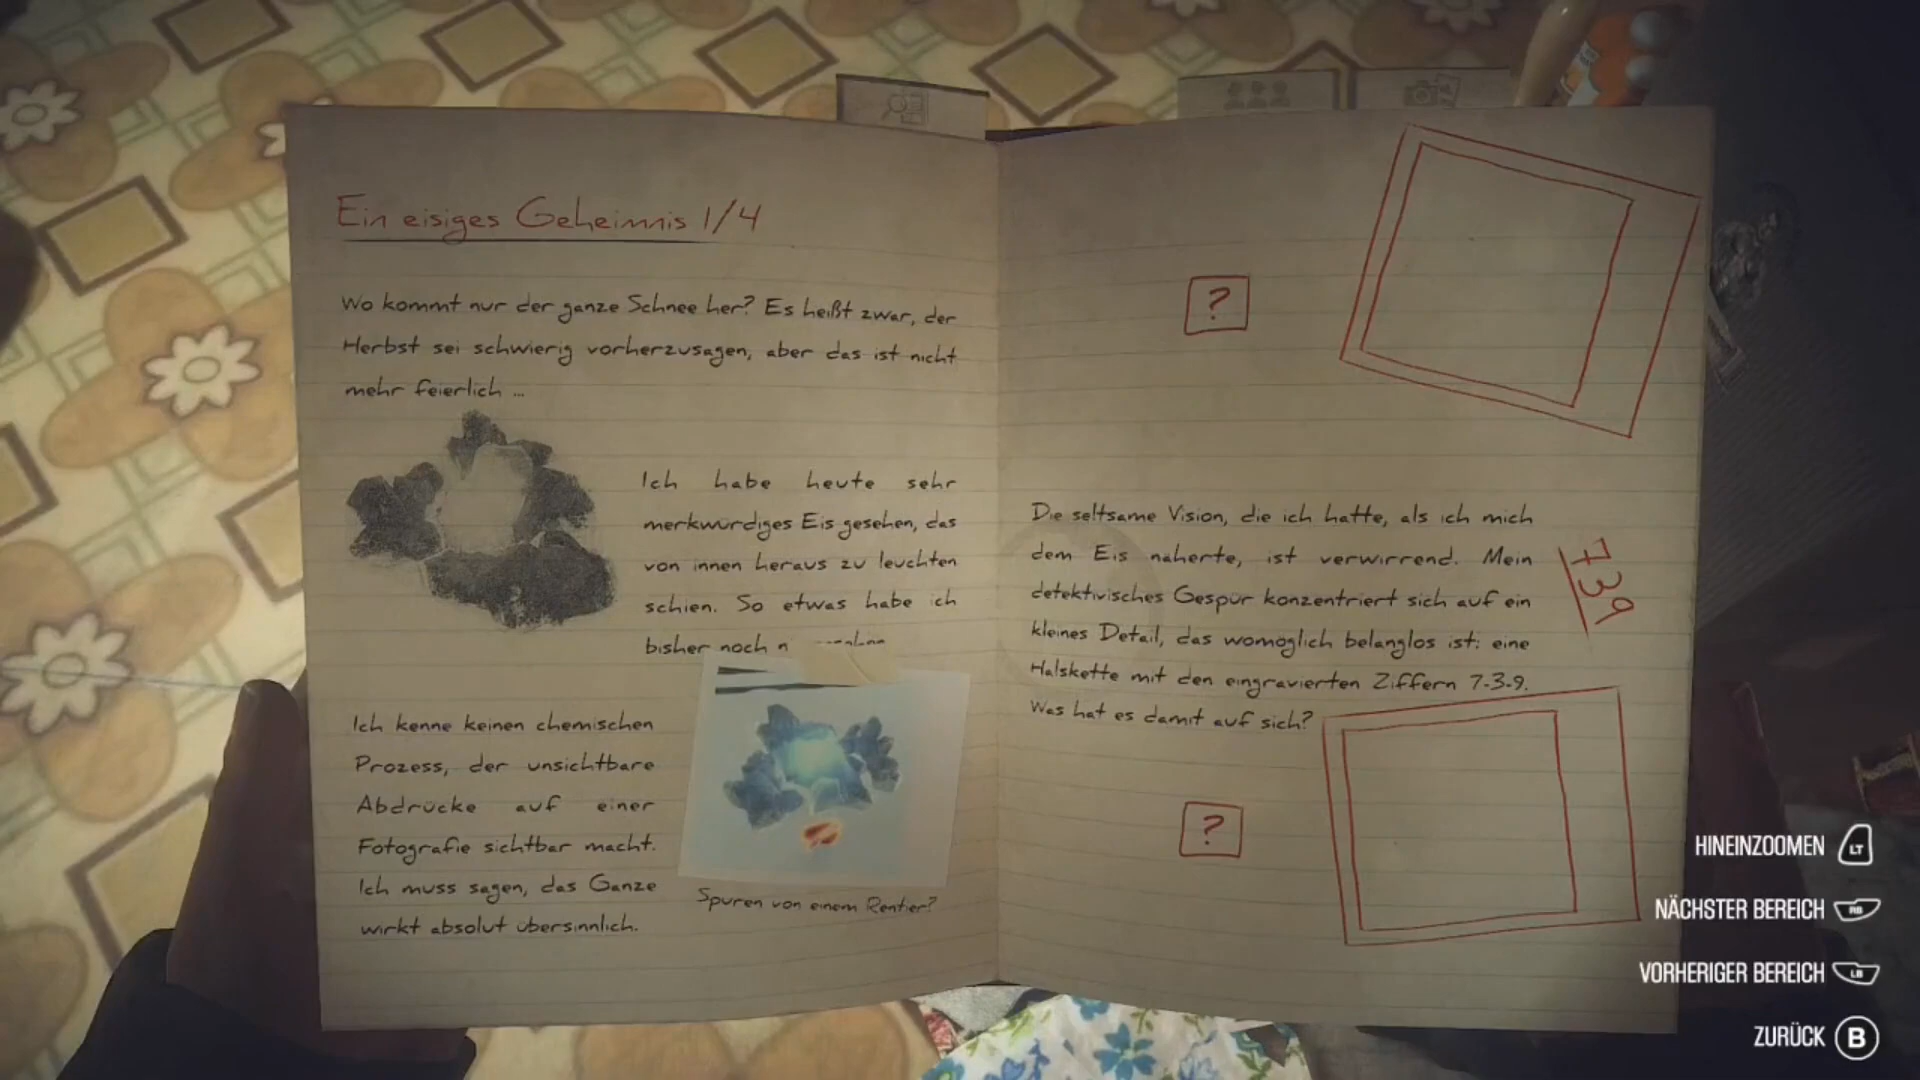 Ein eisiges Geheimnis 1/4
Wo kommt nur der ganze Schnee her? Es heißt zwar, der
Herbst sei schwierig vorherzusagen, aber das ist nicht
mehr feierlich ...
Ich habe heute sehr
merkwürdiges Eis gesehen, das
von innen heraus zu leuchten
schien. So etwas habe ich
bisher noch
Ich kenne keinen chemischen
Prozess, der unsichtbare
Abdrücke auf einer
Fotografie sichtbar macht.
Ich muss sagen, das Ganze
wirkt absolut übersinnlich.
Spuren von einem Rentier?
?
Die seltsame Vision, die ich hatte, als ich mich
dem Eis näherte, ist verwirrend. Mein
detektivisches Gespür konzentriert sich auf ein
kleines Detail, das womöglich belanglos ist: eine
Halskette mit den eingravierten Ziffern 7-3-9.
Was hat es damit auf sich?
739
?
HINEINZOOMEN LT
NÄCHSTER BEREICH RB
VORHERIGER BEREICH LB
ZURÜCK B